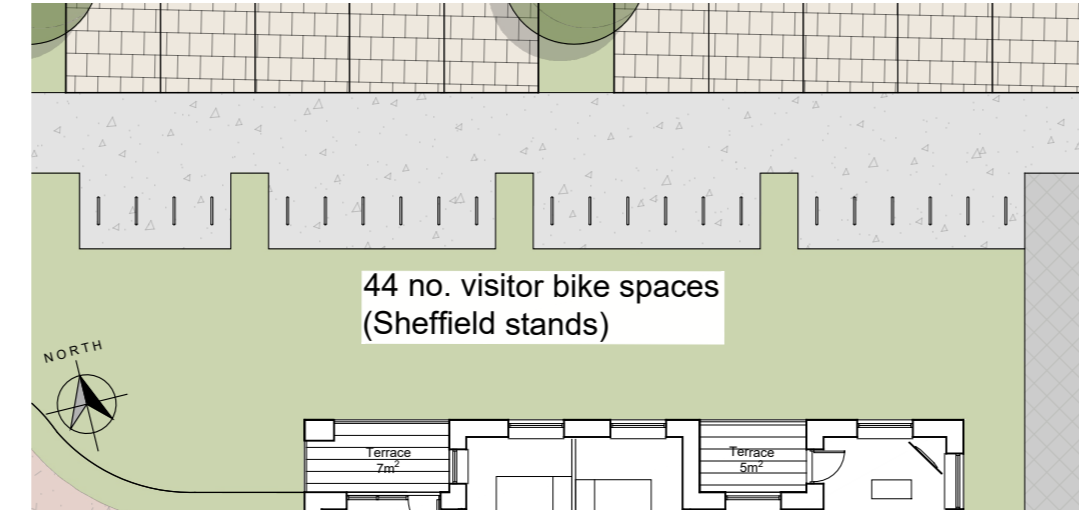 44 no. visitor bike spaces
(Sheffield stands)
NORTH
Terrace
7m²
Terrace
5m²